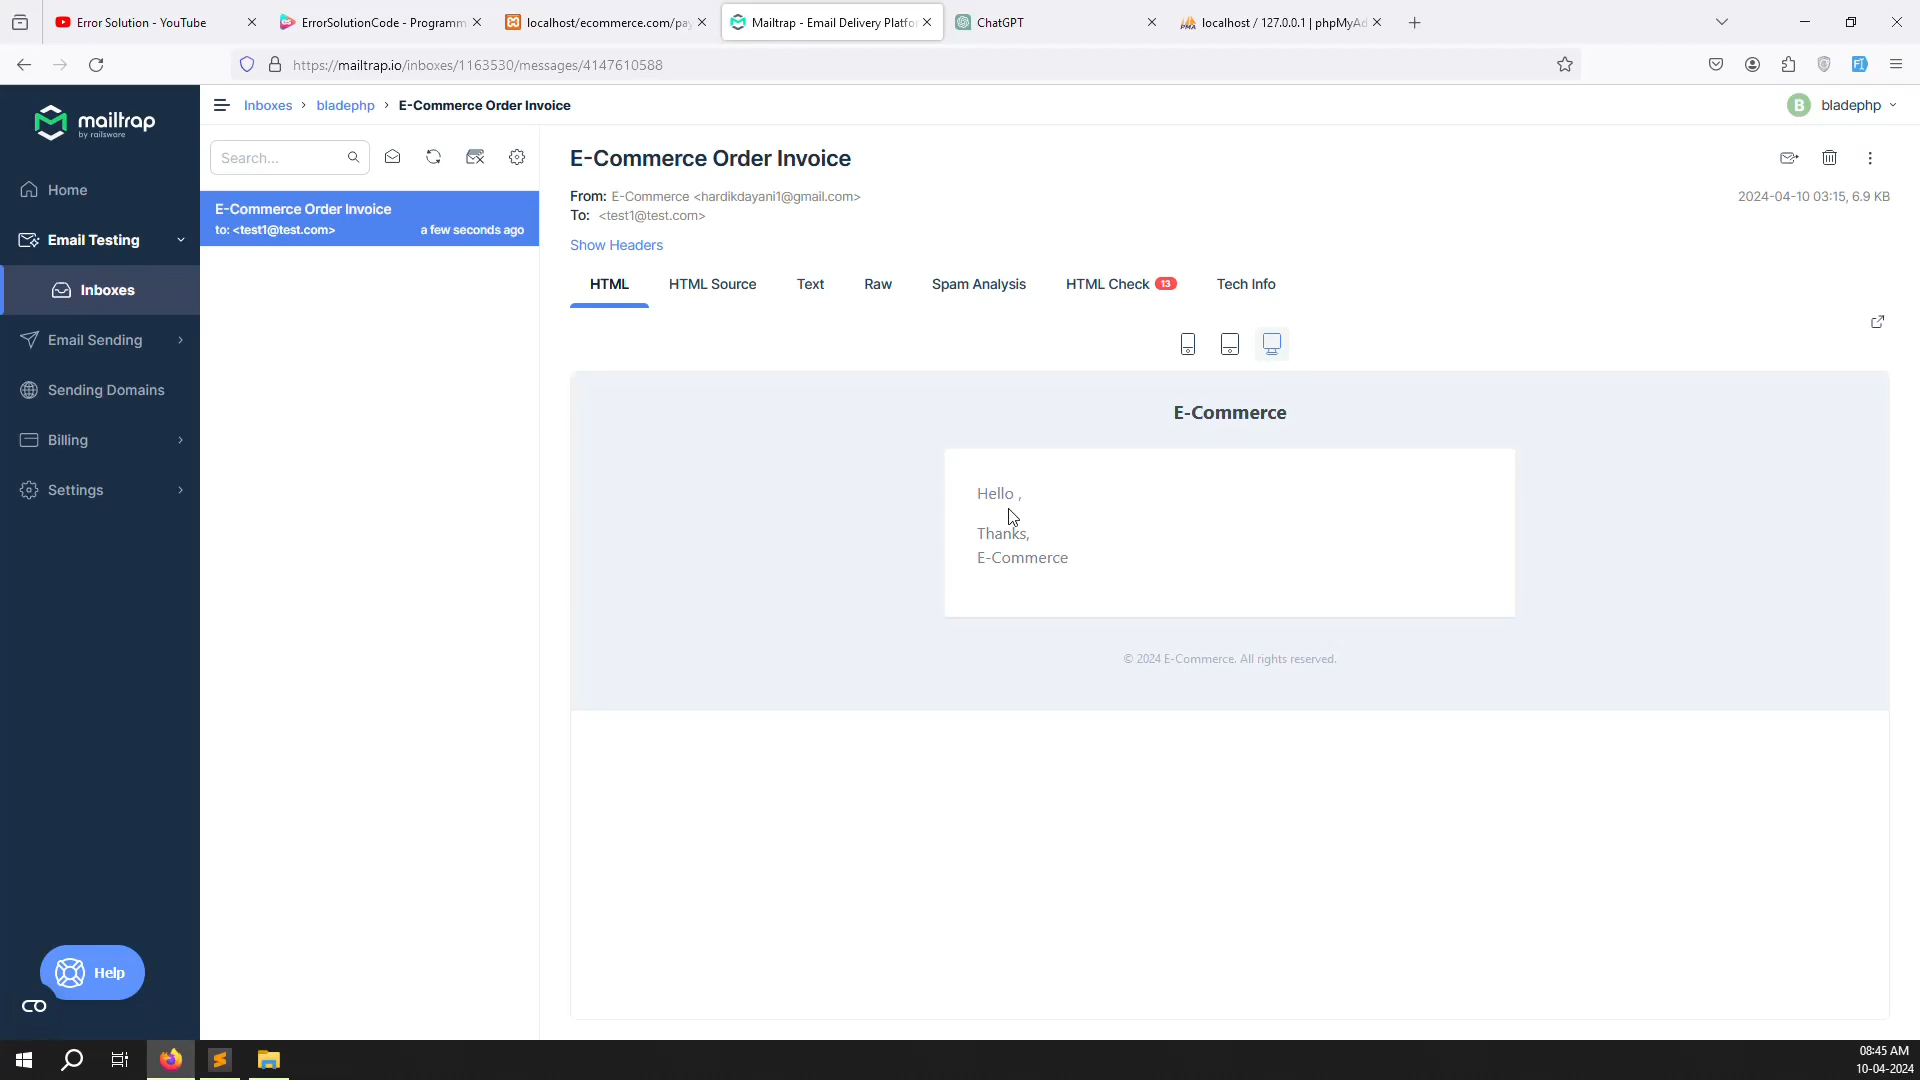 Error Solution - YouTube
ErrorSolutionCode - Programm
localhost/ecommerce.com/pay
Mailtrap - Email Delivery Platfor
ChatGPT
localhost / 127.0.0.1 | phpMyAd
https://mailtrap.io/inboxes/1163530/messages/4147610588
mailtrap
by railsware
Inboxes › bladephp › E-Commerce Order Invoice
B bladephp
Search...
Home
Email Testing
Inboxes
Email Sending
Sending Domains
Billing
Settings
Help
E-Commerce Order Invoice
to: <test1@test.com> a few seconds ago
E-Commerce Order Invoice
From: E-Commerce <hardikdayani1@gmail.com>
2024-04-10 03:15, 6.9 KB
To: <test1@test.com>
Show Headers
HTML HTML Source Text Raw Spam Analysis HTML Check 13 Tech Info
E-Commerce
Hello ,
Thanks,
E-Commerce
© 2024 E-Commerce. All rights reserved.
08:45 AM
10-04-2024